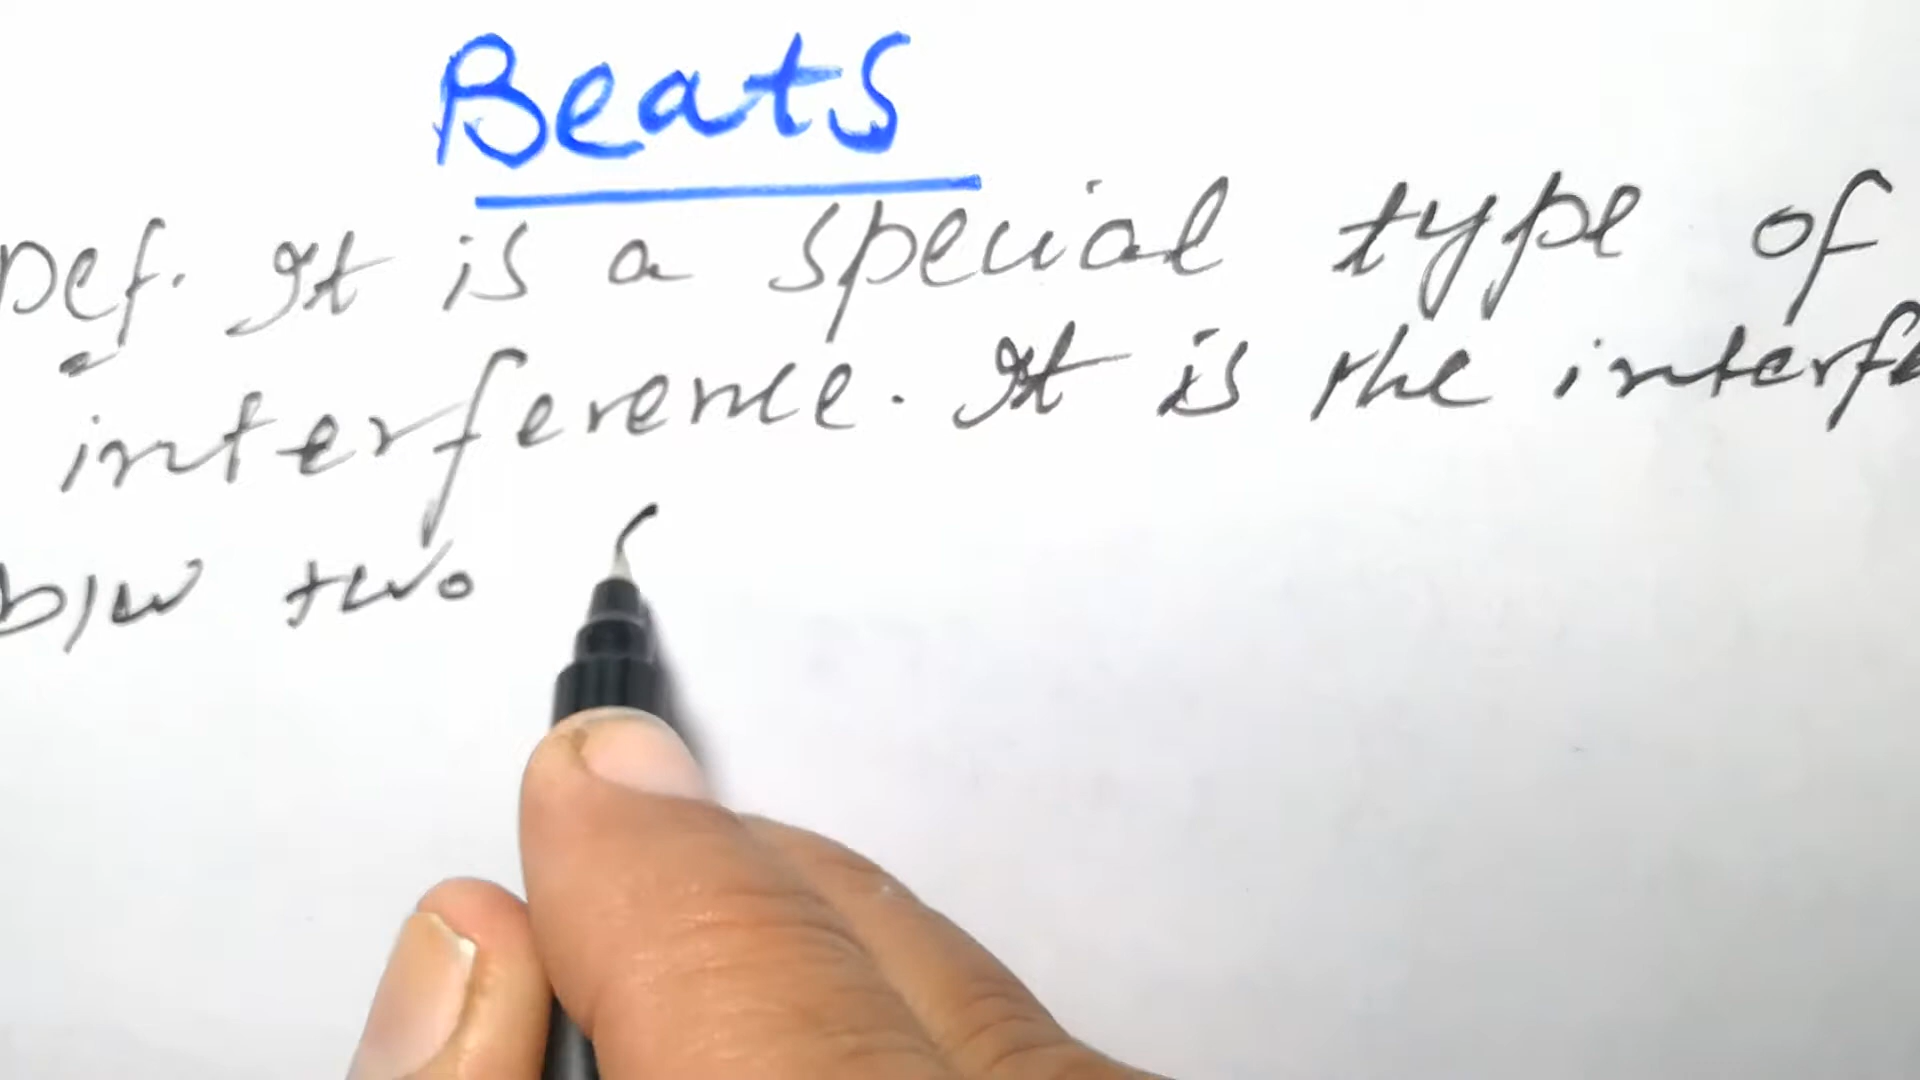 Beats
Def. It is a special type of
interference. It is the interfe
b/w two